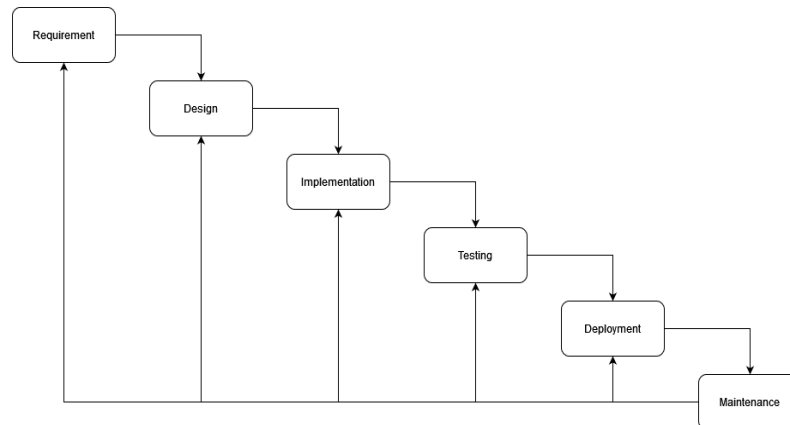 Requirement
Design
Implementation
Testing
Deployment
Maintenance